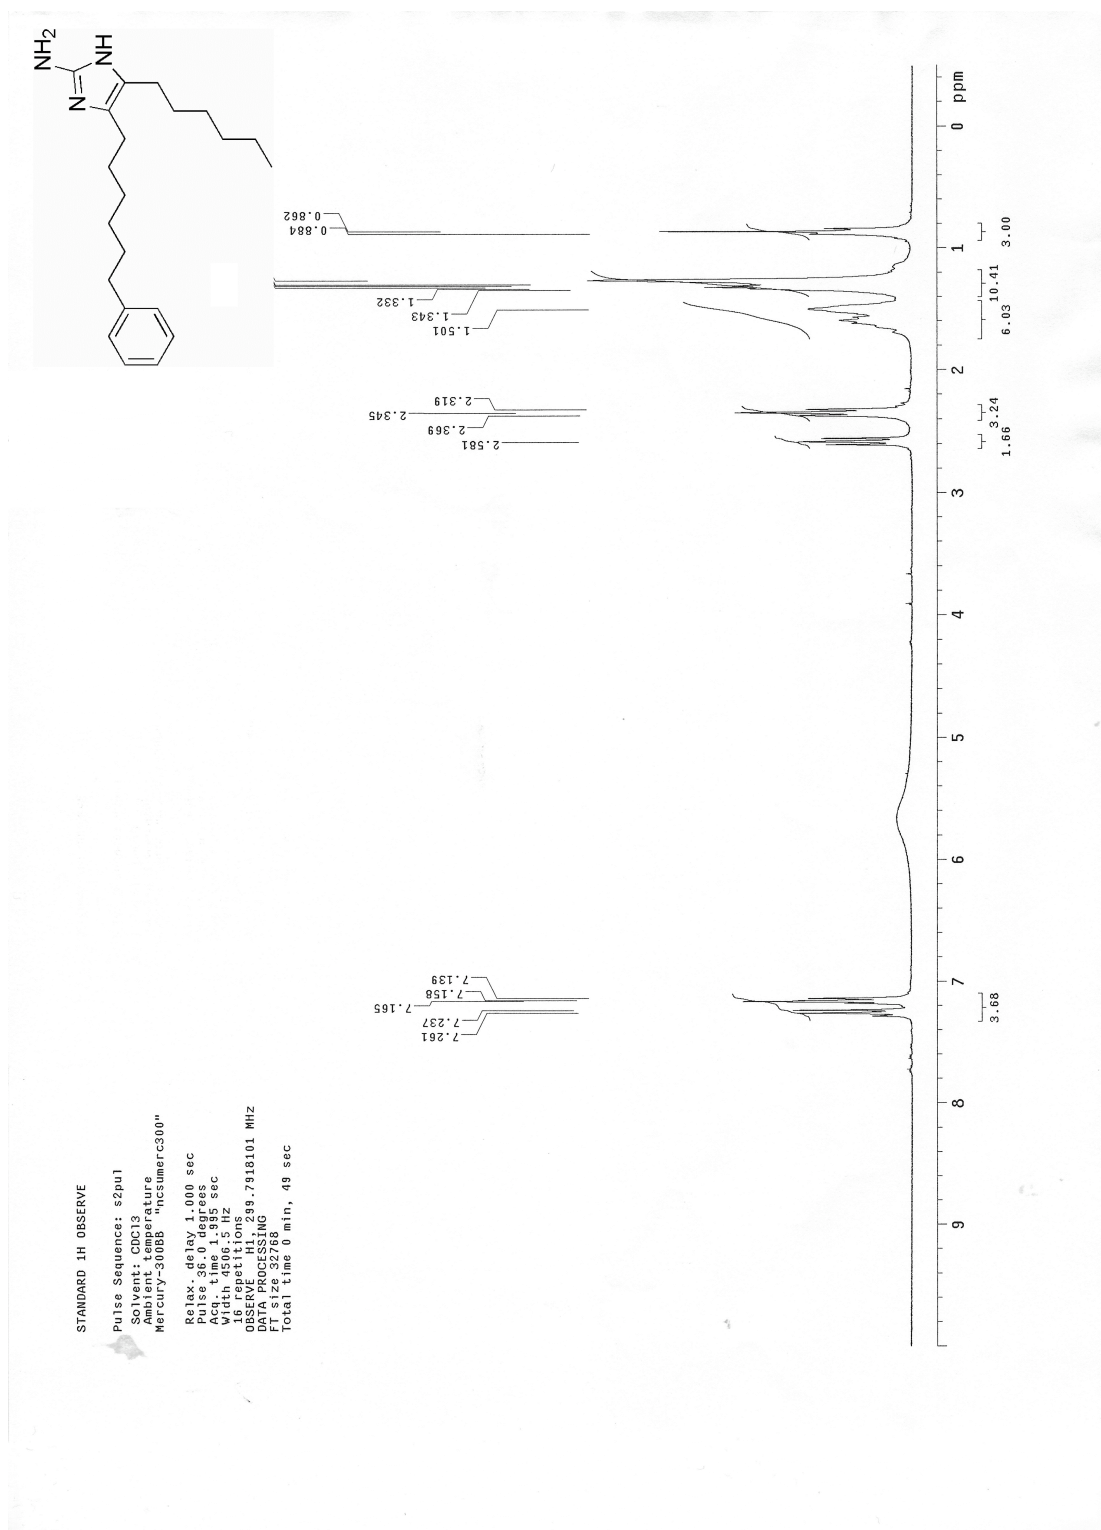 NH2
NH
N
STANDARD 1H OBSERVE
Pulse Sequence: s2pul
Solvent: CDCl3
Ambient temperature
Mercury-300BB "ncsumerc300"
Relax. delay 1.000 sec
Pulse 36.0 degrees
Acq. time 1.995 sec
Width 4506.5 Hz
16 repetitions
OBSERVE H1, 299.7918101 MHz
DATA PROCESSING
FT size 32768
Total time 0 min, 49 sec
7.261
7.237
7.165
7.158
7.139
2.581
2.369
2.345
2.319
1.501
1.343
1.332
0.884
0.862
9 8 7 6 5 4 3 2 1 0 ppm
3.68
1.66
3.24
6.03
10.41
3.00